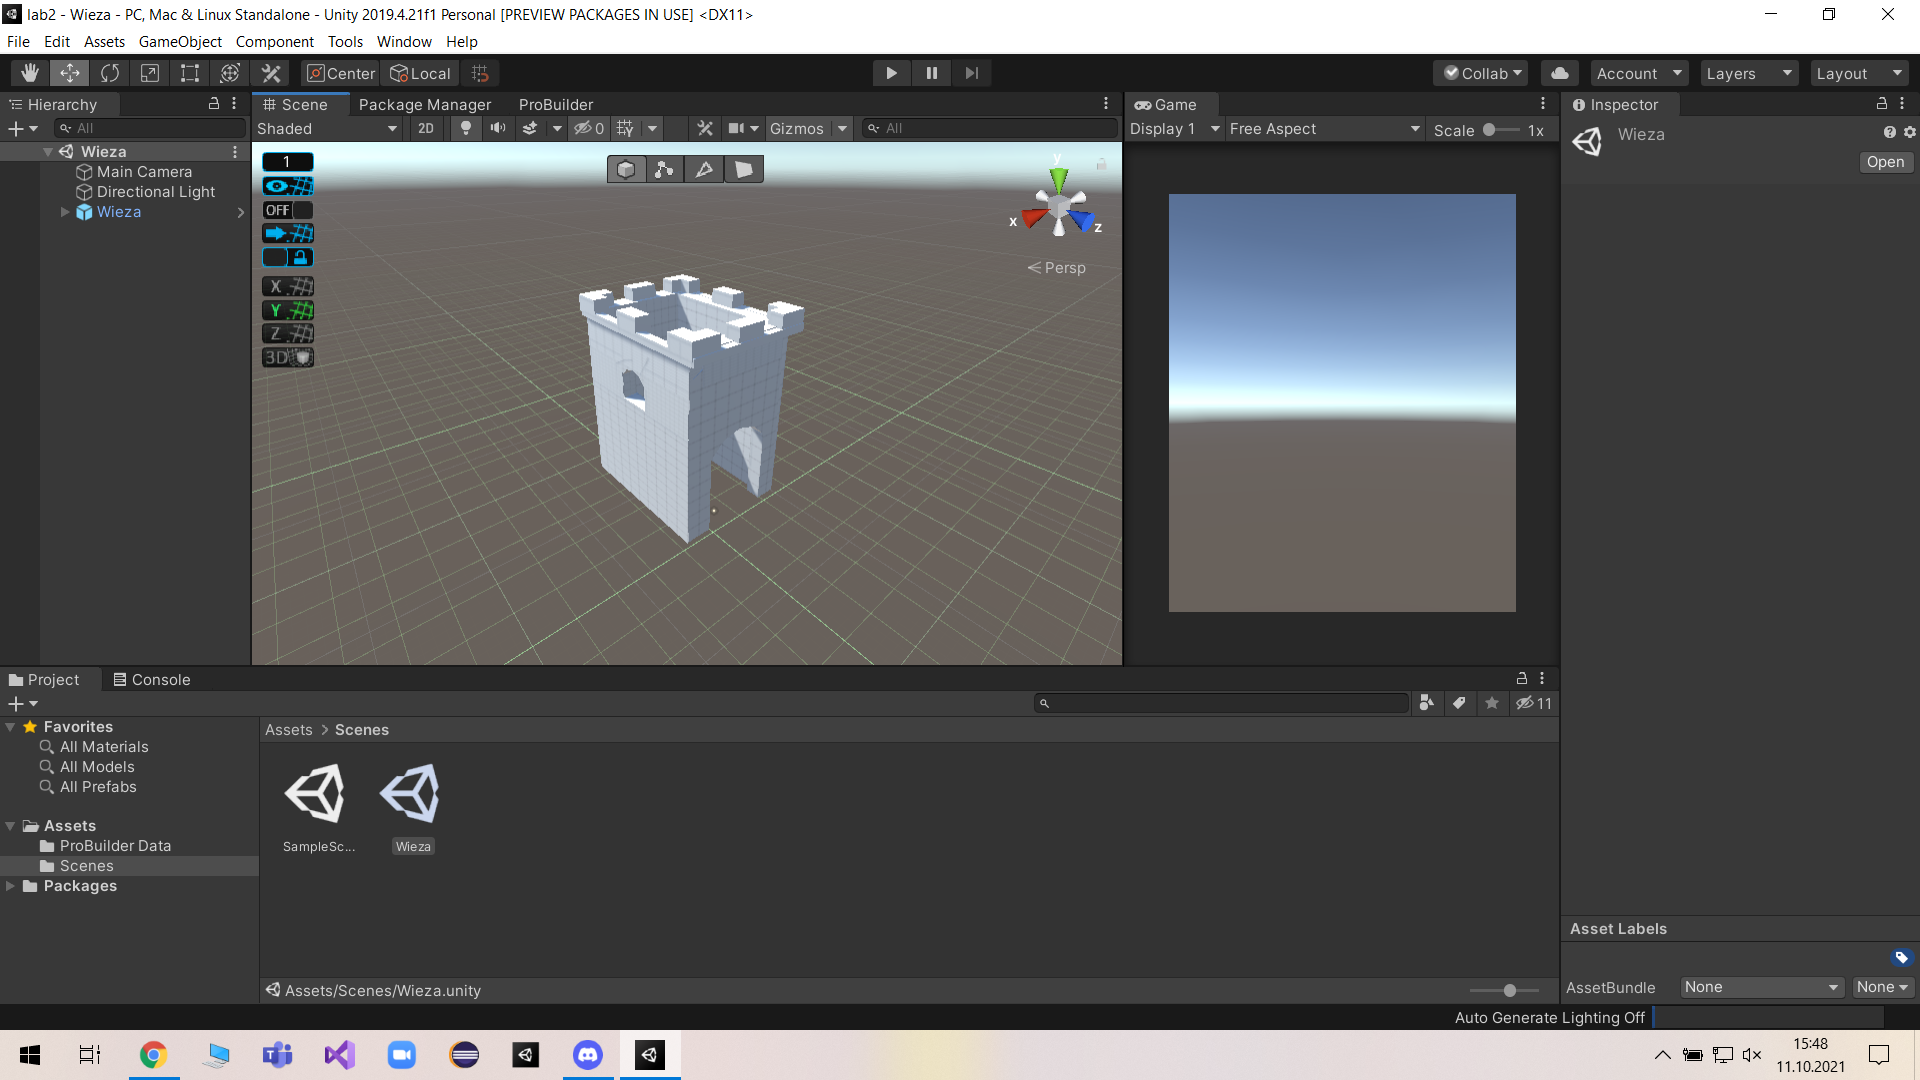 lab2 - Wieza - PC, Mac & Linux Standalone - Unity 2019.4.21f1 Personal [PREVIEW PACKAGES IN USE] <DX11>
File Edit Assets GameObject Component Tools Window Help
Center Local Collab Account Layers Layout
Hierarchy Scene Package Manager ProBuilder Game Inspector
All Shaded 2D 0 Gizmos All Display 1 Free Aspect Scale 1x
Wieza
Main Camera
Directional Light
Wieza
1
OFF
X
Y
Z
3D
y
x
z
Persp
Wieza
Open
Project Console
11
Favorites
All Materials
All Models
All Prefabs
Assets
ProBuilder Data
Scenes
Packages
Assets > Scenes
SampleSc... Wieza
Assets/Scenes/Wieza.unity
Asset Labels
AssetBundle None None
Auto Generate Lighting Off
15:48
11.10.2021